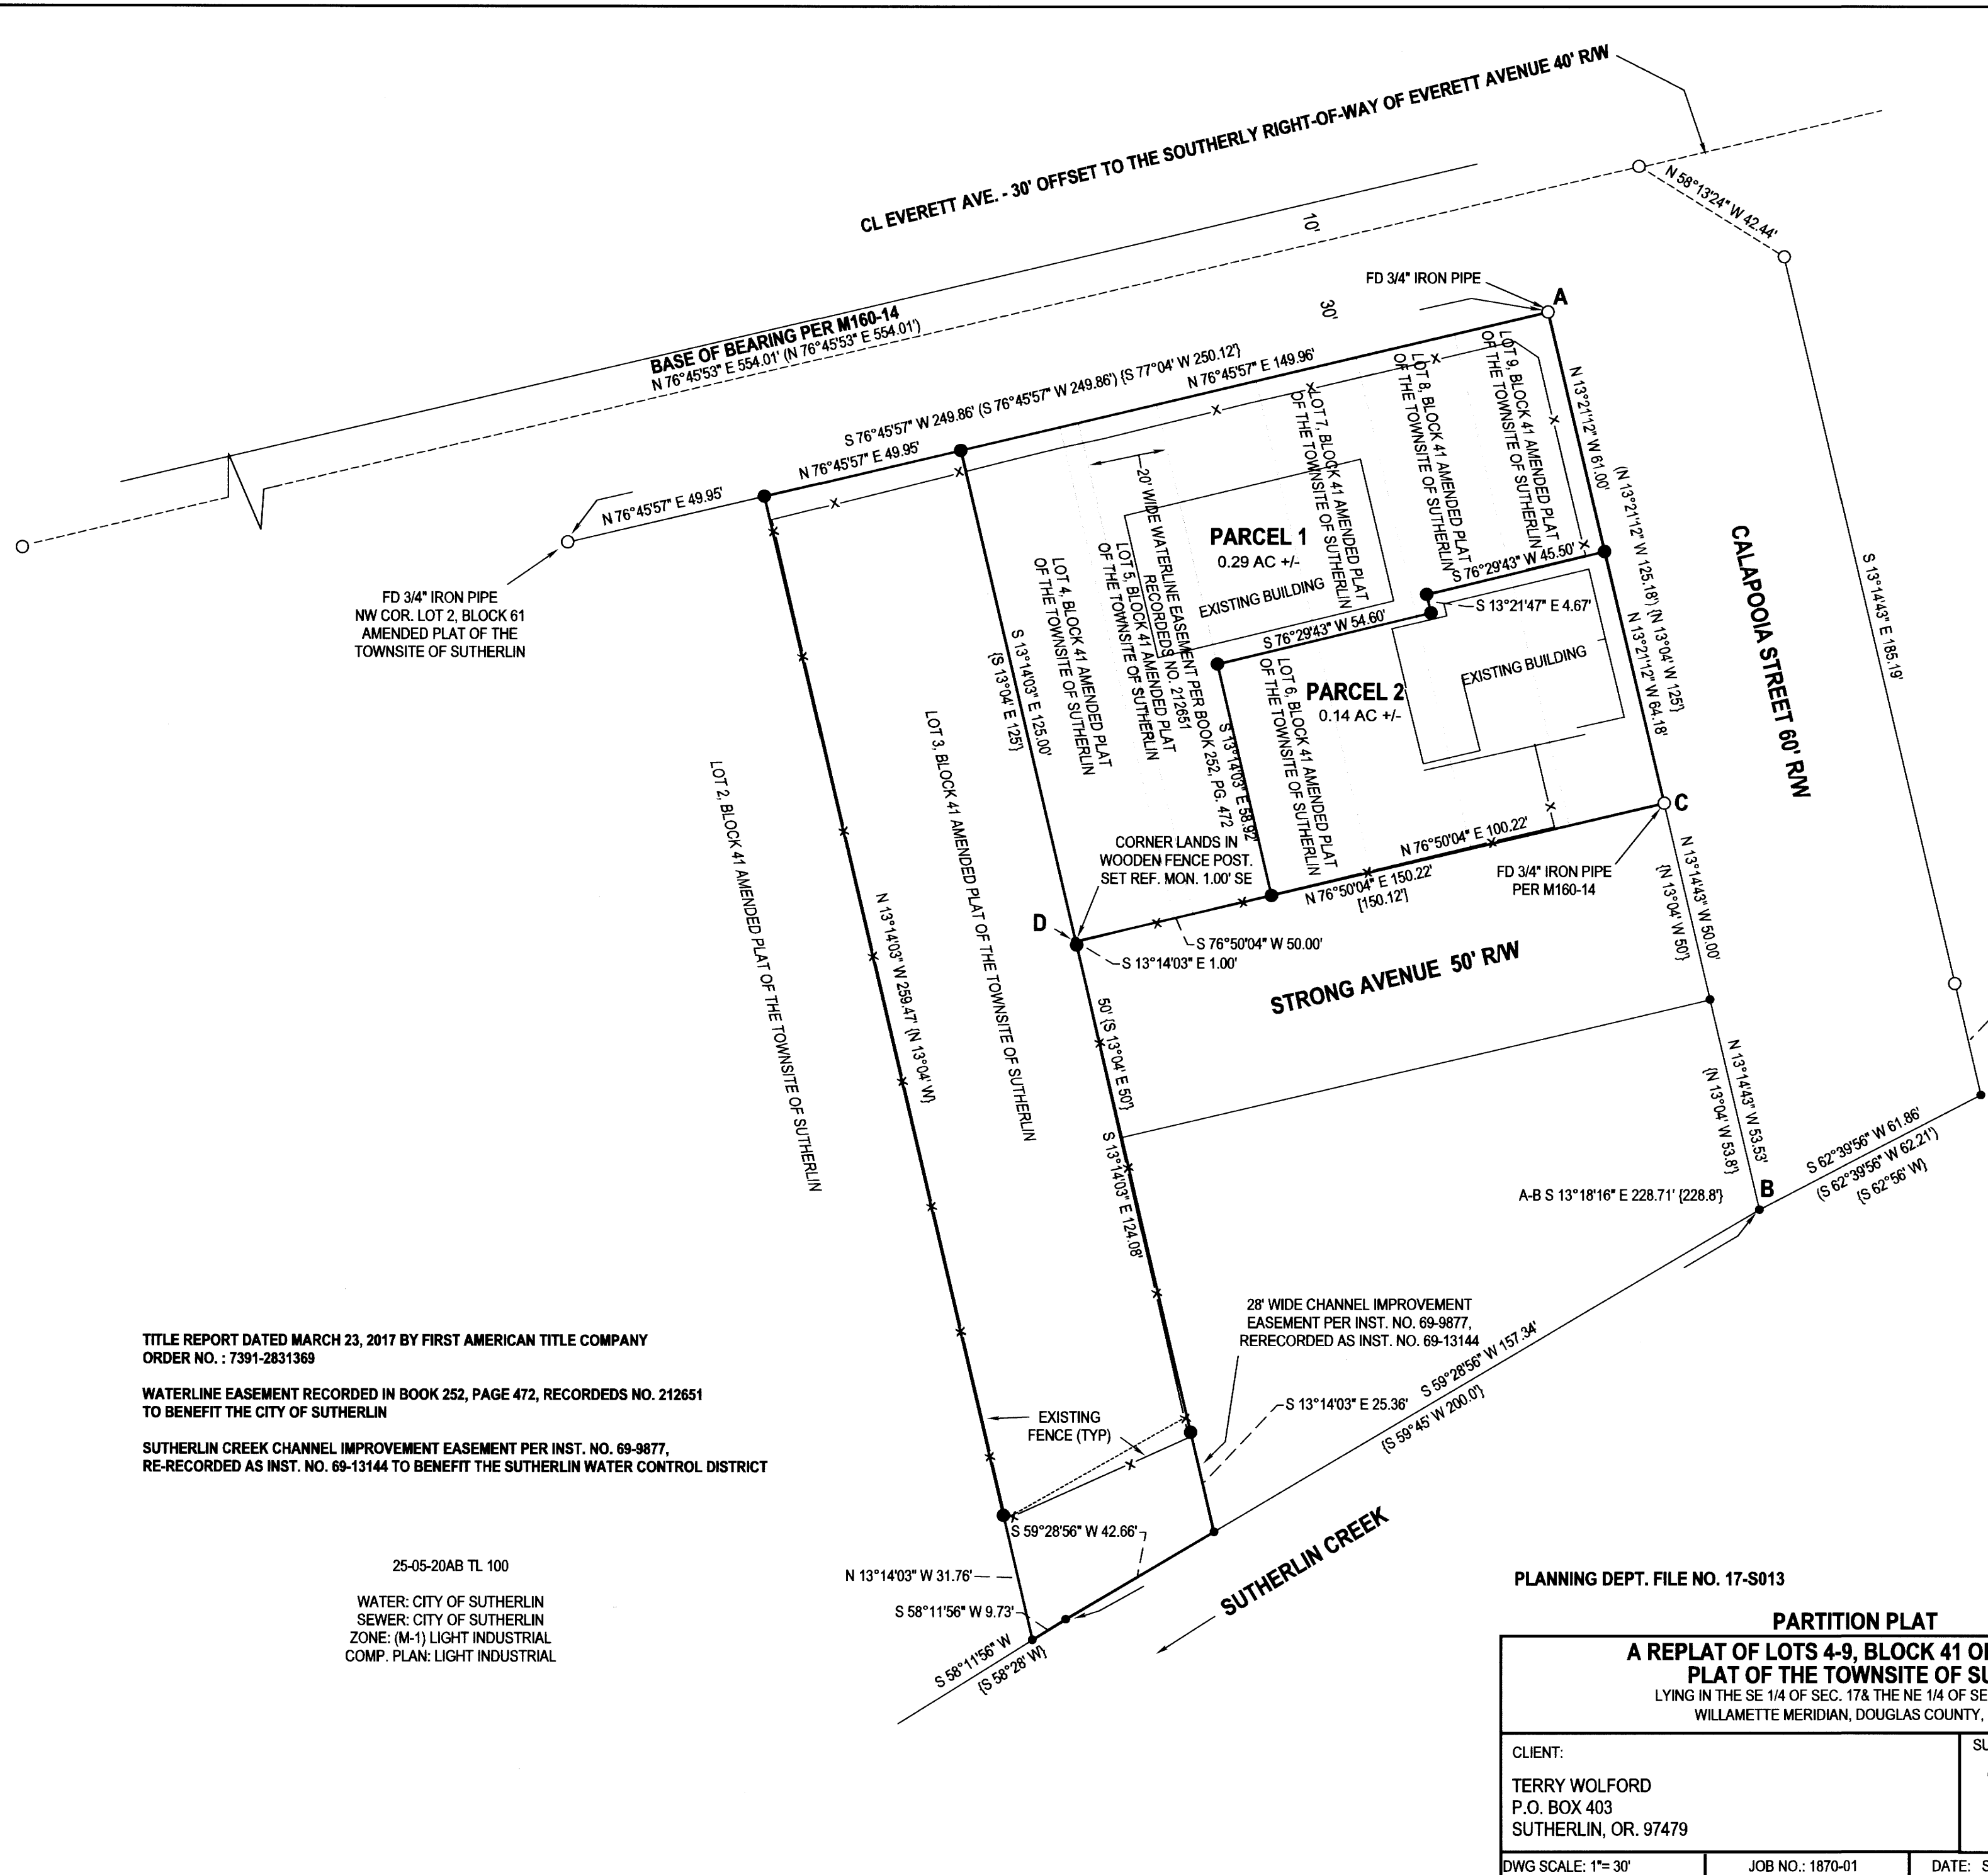 CL EVERETT AVE. - 30' OFFSET TO THE SOUTHERLY RIGHT-OF-WAY OF EVERETT AVENUE 40' R/W
N 58°13'24" W 42.44'
10'
30'
FD 3/4" IRON PIPE
A
BASE OF BEARING PER M160-14
N 76°45'53" E 554.01' (N 76°45'53" E 554.01')
S 76°45'57" W 249.86' (S 76°45'57" W 249.86') {S 77°04' W 250.12'}
N 76°45'57" E 149.96'
N 76°45'57" E 49.95'
N 76°45'57" E 49.95'
FD 3/4" IRON PIPE
NW COR. LOT 2, BLOCK 61
AMENDED PLAT OF THE
TOWNSITE OF SUTHERLIN
LOT 9, BLOCK 41 AMENDED PLAT
OF THE TOWNSITE OF SUTHERLIN
LOT 8, BLOCK 41 AMENDED PLAT
OF THE TOWNSITE OF SUTHERLIN
LOT 7, BLOCK 41 AMENDED PLAT
OF THE TOWNSITE OF SUTHERLIN
20' WIDE WATERLINE EASEMENT PER BOOK 252, PG. 472
RECORDEDS NO. 212651
LOT 5, BLOCK 41 AMENDED PLAT
OF THE TOWNSITE OF SUTHERLIN
LOT 4, BLOCK 41 AMENDED PLAT
OF THE TOWNSITE OF SUTHERLIN
PARCEL 1
0.29 AC +/-
EXISTING BUILDING
N 13°21'12" W 61.00'
(N 13°21'12" W 125.18') {N 13°04' W 125'}
N 13°21'12" W 64.18'
S 76°29'43" W 45.50'
S 13°21'47" E 4.67'
S 76°29'43" W 54.60'
EXISTING BUILDING
PARCEL 2
0.14 AC +/-
LOT 6, BLOCK 41 AMENDED PLAT
OF THE TOWNSITE OF SUTHERLIN
S 13°14'03" E 58.92'
S 13°14'03" E 125.00'
{S 13°04' E 125'}
CALAPOOIA STREET 60' R/W
S 13°14'43" E 185.19'
LOT 3, BLOCK 41 AMENDED PLAT OF THE TOWNSITE OF SUTHERLIN
LOT 2, BLOCK 41 AMENDED PLAT OF THE TOWNSITE OF SUTHERLIN
N 13°14'03" W 259.47' {N 13°04' W}
CORNER LANDS IN
WOODEN FENCE POST.
SET REF. MON. 1.00' SE
D
N 76°50'04" E 100.22'
N 76°50'04" E 150.22'
[150.12']
C
FD 3/4" IRON PIPE
PER M160-14
S 76°50'04" W 50.00'
S 13°14'03" E 1.00'
STRONG AVENUE 50' R/W
N 13°14'43" W 50.00'
{N 13°04' W 50'}
50' {S 13°04' E 50'}
S 13°14'03" E 124.08'
N 13°14'43" W 53.53'
{N 13°04' W 53.8'}
S 62°39'56" W 61.86'
(S 62°39'56" W 62.21')
{S 62°56' W}
A-B S 13°18'16" E 228.71' {228.8'}
B
28' WIDE CHANNEL IMPROVEMENT
EASEMENT PER INST. NO. 69-9877,
RERECORDED AS INST. NO. 69-13144
S 59°28'56" W 157.34'
{S 59°45' W 200.0'}
S 13°14'03" E 25.36'
TITLE REPORT DATED MARCH 23, 2017 BY FIRST AMERICAN TITLE COMPANY
ORDER NO. : 7391-2831369
WATERLINE EASEMENT RECORDED IN BOOK 252, PAGE 472, RECORDEDS NO. 212651
TO BENEFIT THE CITY OF SUTHERLIN
SUTHERLIN CREEK CHANNEL IMPROVEMENT EASEMENT PER INST. NO. 69-9877,
RE-RECORDED AS INST. NO. 69-13144 TO BENEFIT THE SUTHERLIN WATER CONTROL DISTRICT
EXISTING
FENCE (TYP)
S 59°28'56" W 42.66'
SUTHERLIN CREEK
N 13°14'03" W 31.76'
S 58°11'56" W 9.73'
S 58°11'56" W
{S 58°28' W}
25-05-20AB TL 100
WATER: CITY OF SUTHERLIN
SEWER: CITY OF SUTHERLIN
ZONE: (M-1) LIGHT INDUSTRIAL
COMP. PLAN: LIGHT INDUSTRIAL
PLANNING DEPT. FILE NO. 17-S013
PARTITION PLAT
A REPLAT OF LOTS 4-9, BLOCK 41
PLAT OF THE TOWNSITE OF
LYING IN THE SE 1/4 OF SEC. 17& THE NE 1/4 OF
WILLAMETTE MERIDIAN, DOUGLAS COUNTY,
CLIENT:
TERRY WOLFORD
P.O. BOX 403
SUTHERLIN, OR. 97479
DWG SCALE: 1"= 30'
JOB NO.: 1870-01
DATE: